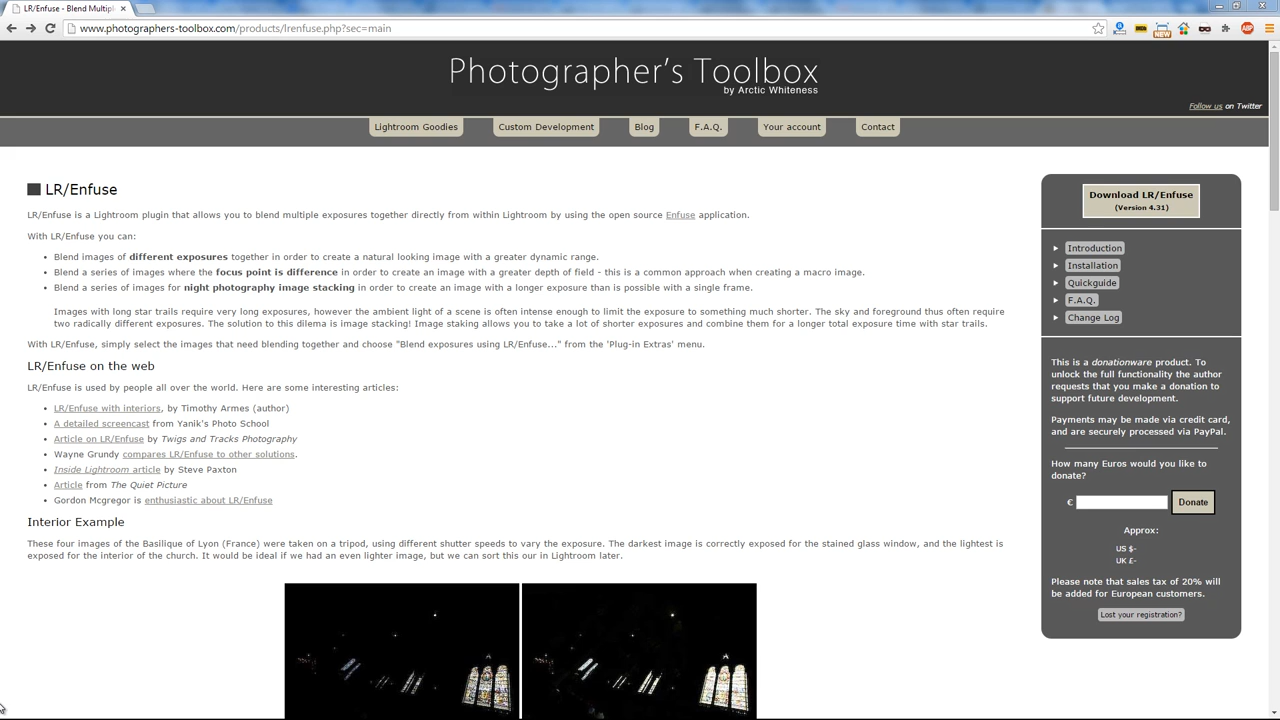 LR/Enfuse - Blend Multipl
www.photographers-toolbox.com/products/lrenfuse.php?sec=main
NEW
ABP
Photographer's Toolbox
by Arctic Whiteness
Follow us on Twitter
Lightroom Goodies
Custom Development
Blog
F.A.Q.
Your account
Contact
LR/Enfuse
LR/Enfuse is a Lightroom plugin that allows you to blend multiple exposures together directly from within Lightroom by using the open source Enfuse application.
With LR/Enfuse you can:
Blend images of different exposures together in order to create a natural looking image with a greater dynamic range.
Blend a series of images where the focus point is difference in order to create an image with a greater depth of field - this is a common approach when creating a macro image.
Blend a series of images for night photography image stacking in order to create an image with a longer exposure than is possible with a single frame.
Images with long star trails require very long exposures, however the ambient light of a scene is often intense enough to limit the exposure to something much shorter. The sky and foreground thus often require
two radically different exposures. The solution to this dilema is image stacking! Image staking allows you to take a lot of shorter exposures and combine them for a longer total exposure time with star trails.
With LR/Enfuse, simply select the images that need blending together and choose "Blend exposures using LR/Enfuse..." from the 'Plug-in Extras' menu.
LR/Enfuse on the web
LR/Enfuse is used by people all over the world. Here are some interesting articles:
LR/Enfuse with interiors, by Timothy Armes (author)
A detailed screencast from Yanik's Photo School
Article on LR/Enfuse by Twigs and Tracks Photography
Wayne Grundy compares LR/Enfuse to other solutions.
Inside Lightroom article by Steve Paxton
Article from The Quiet Picture
Gordon Mcgregor is enthusiastic about LR/Enfuse
Interior Example
These four images of the Basilique of Lyon (France) were taken on a tripod, using different shutter speeds to vary the exposure. The darkest image is correctly exposed for the stained glass window, and the lightest is
exposed for the interior of the church. It would be ideal if we had an even lighter image, but we can sort this our in Lightroom later.
Download LR/Enfuse
(Version 4.31)
Introduction
Installation
Quickguide
F.A.Q.
Change Log
This is a donationware product. To
unlock the full functionality the author
requests that you make a donation to
support future development.
Payments may be made via credit card,
and are securely processed via PayPal.
How many Euros would you like to
donate?
€
Donate
Approx:
US $-
UK £-
Please note that sales tax of 20% will
be added for European customers.
Lost your registration?